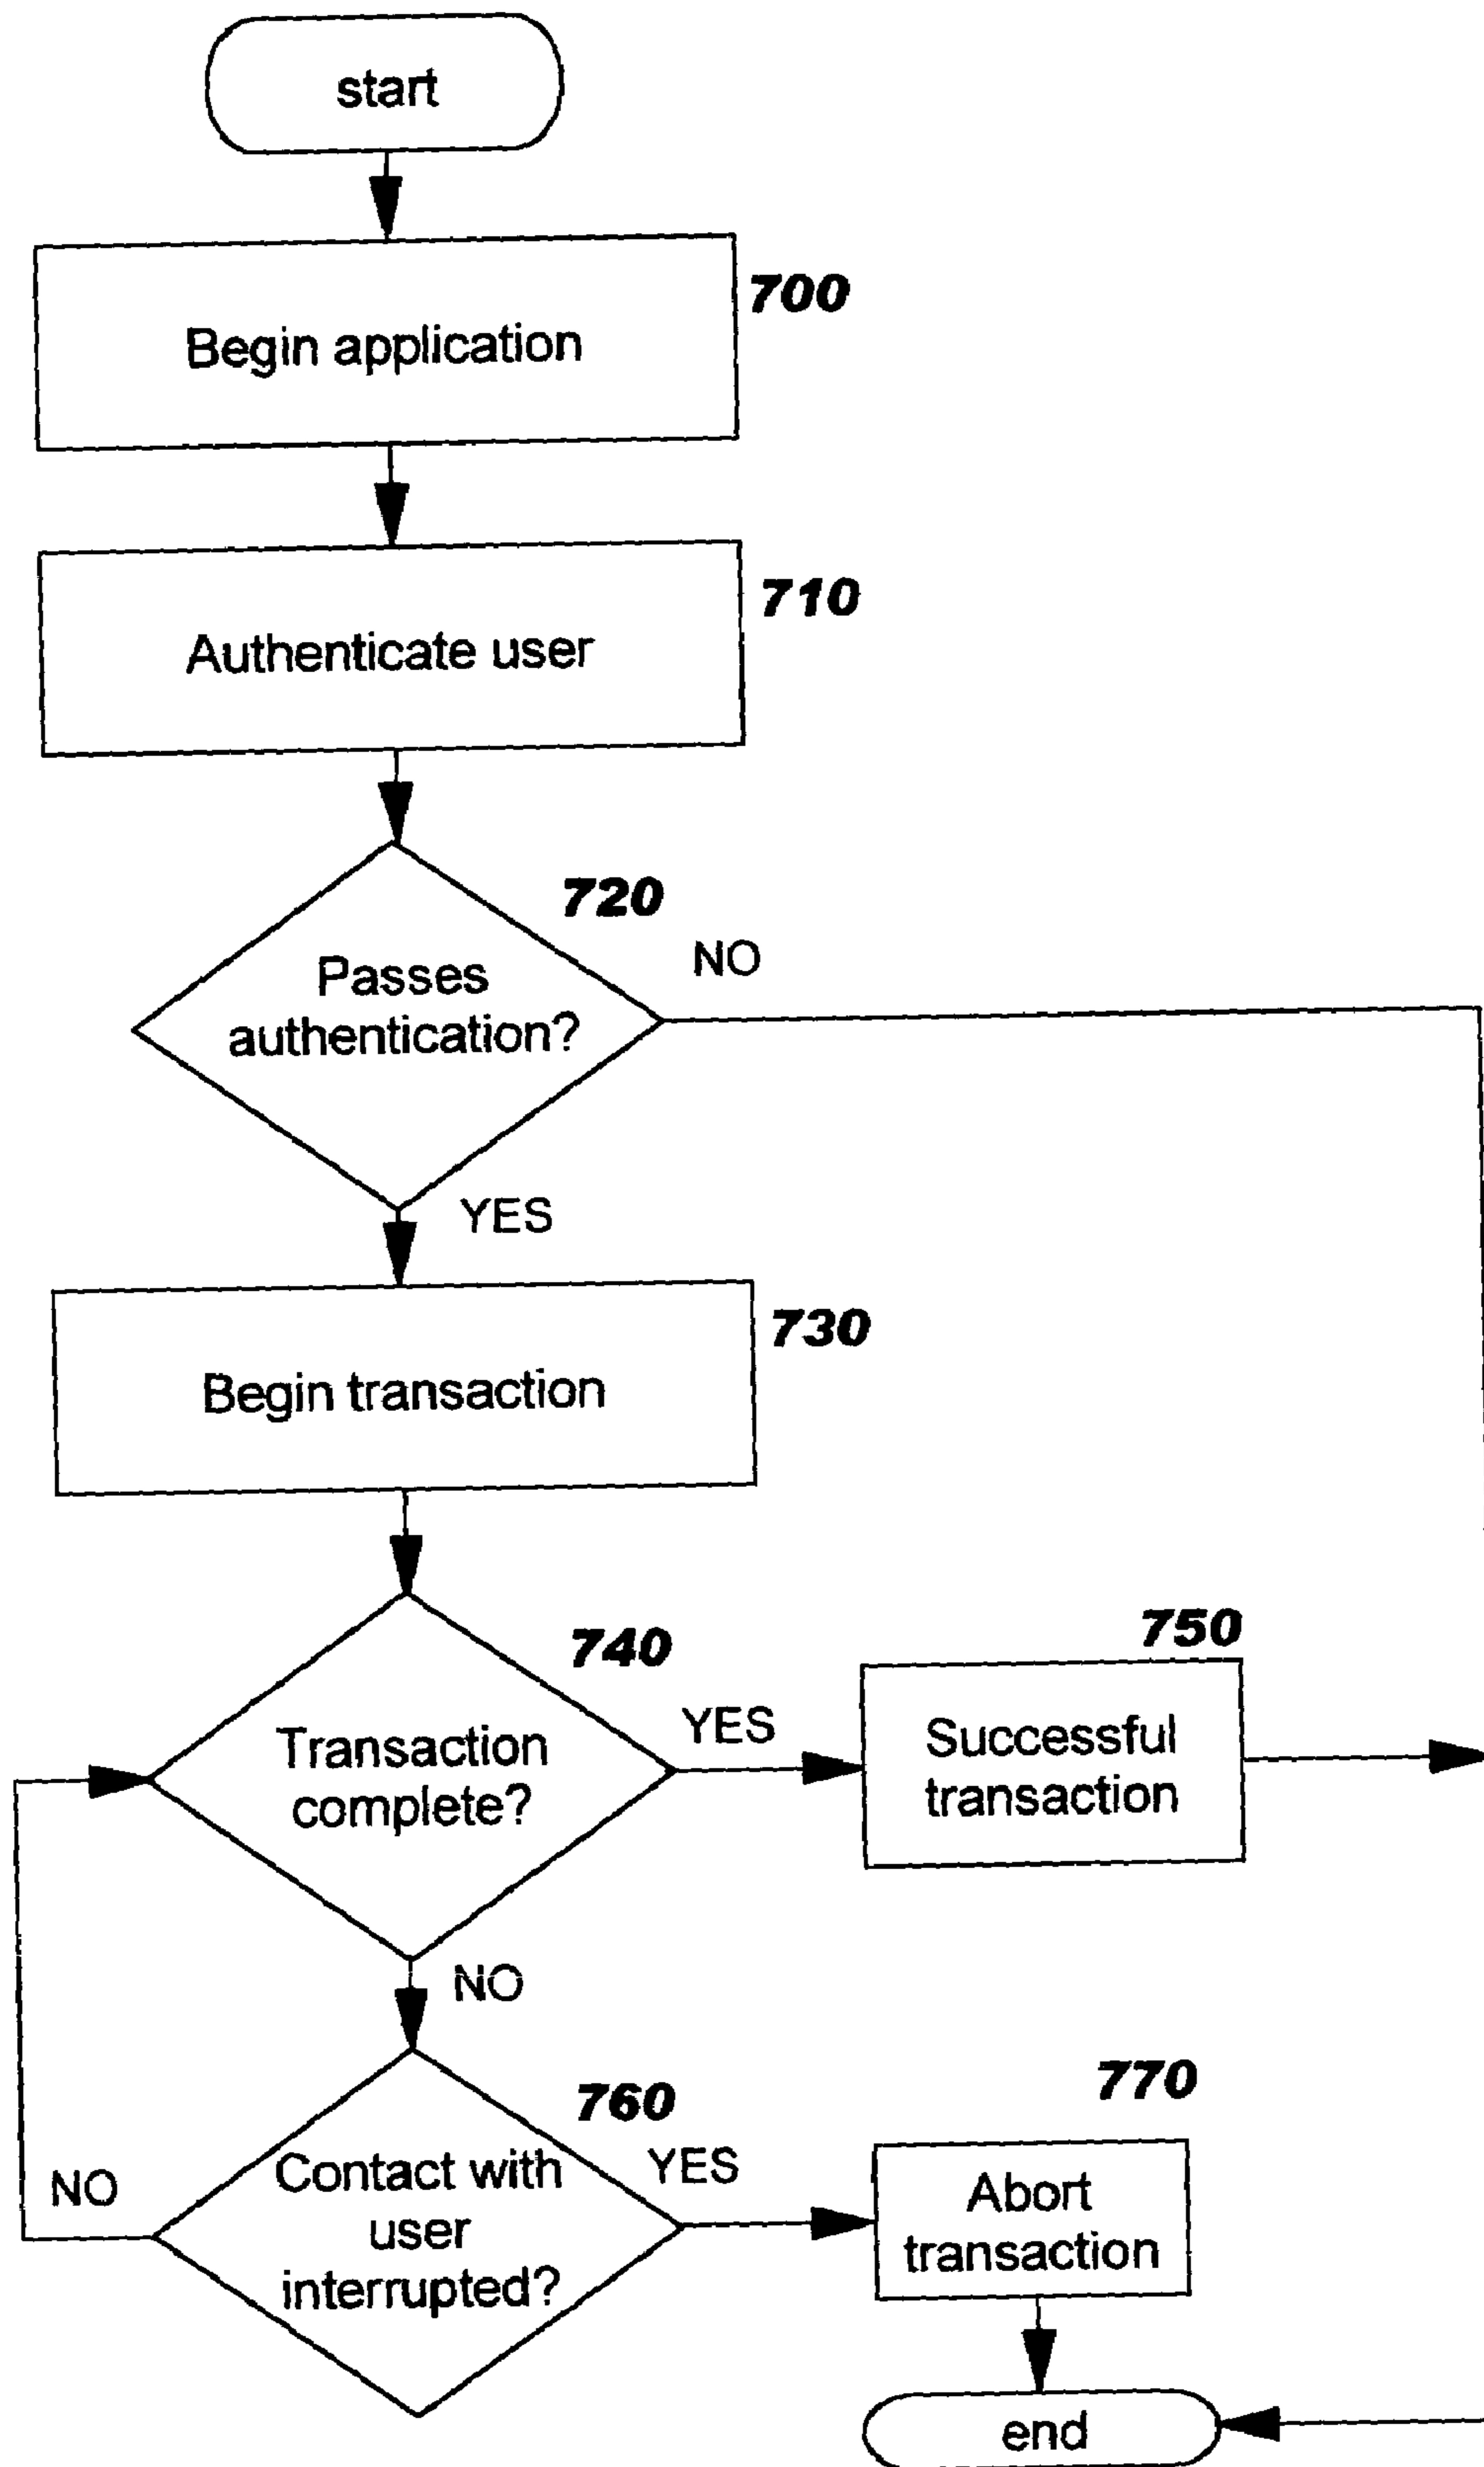 start
700
Begin application
710
Authenticate user
720
NO
Passes
authentication?
YES
730
Begin transaction
740
750
YES
Transaction
complete?
Successful
transaction
NO
760
770
NO
YES
Contact with
user
interrupted?
Abort
transaction
end